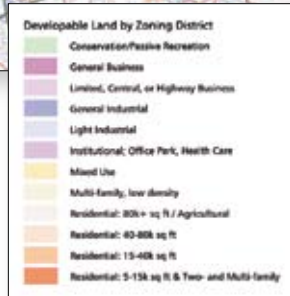 Developable Land by Zoning District
Conservation/Passive Recreation
General Business
Limited, Central, or Highway Business
General Industrial
Light Industrial
Institutional; Office Park, Health Care
Mixed Use
Multi-family, low density
Residential: 80k+ sq ft / Agricultural
Residential: 40-80k sq ft
Residential: 15-40k sq ft
Residential: 5-15k sq ft & Two- and Multi-family